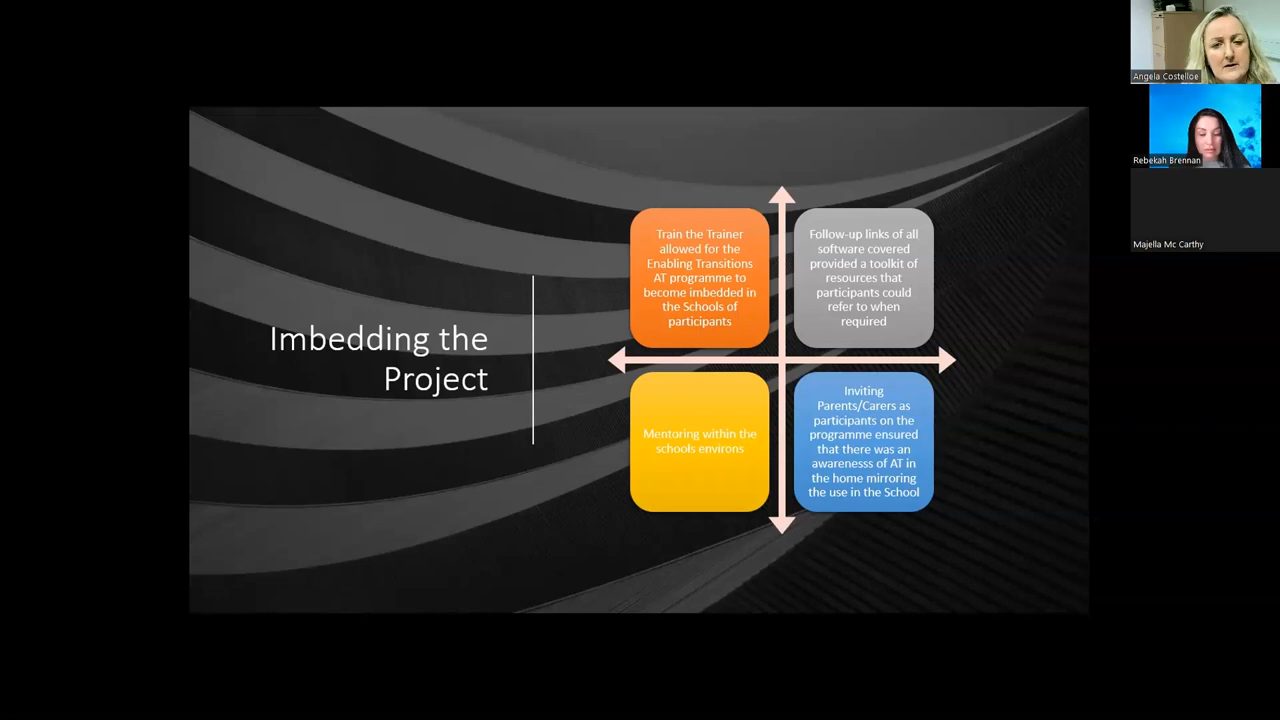 Imbedding the
Project
Train the Trainer
allowed for the
Enabling Transitions
AT programme to
become imbedded in
the Schools of
participants
Follow-up links of all
software covered
provided a toolkit of
resources that
participants could
refer to when
required
Mentoring within the
schools environs
Inviting
Parents/Carers as
participants on the
programme ensured
that there was an
awarenesss of AT in
the home mirroring
the use in the School
Angela Costelloe
Rebekah Brennan
Majella Mc Carthy